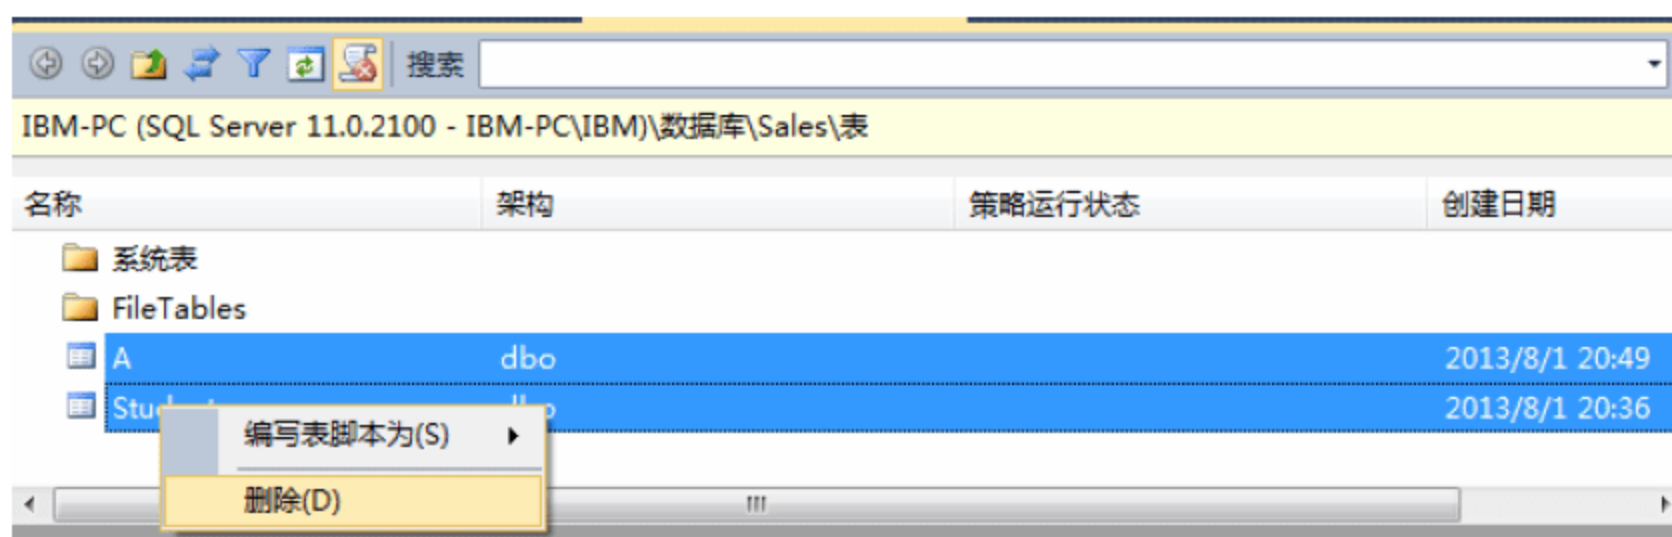 搜索
IBM-PC (SQL Server 11.0.2100 - IBM-PC\IBM)\数据库\Sales\表
名称 架构 策略运行状态 创建日期
系统表
FileTables
A dbo 2013/8/1 20:49
2013/8/1 20:36
编写表脚本为(S)
删除(D)